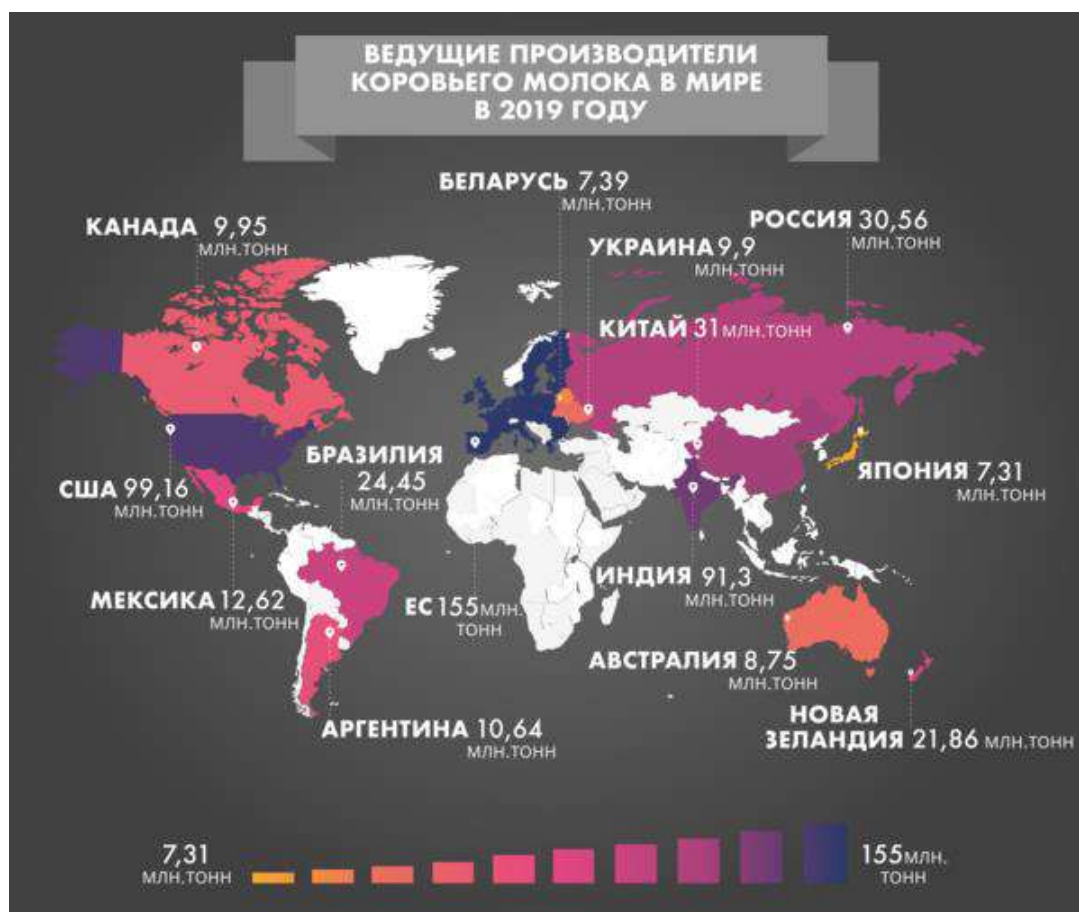 ВЕДУЩИЕ ПРОИЗВОДИТЕЛИ
КОРОВЬЕГО МОЛОКА В МИРЕ
В 2019 ГОДУ
БЕЛАРУСЬ 7,39
МЛН.ТОНН
КАНАДА 9,95
МЛН.ТОНН
РОССИЯ 30,56
МЛН.ТОНН
УКРАИНА 9,9
МЛН.ТОНН
КИТАЙ 31 МЛН.ТОНН
БРАЗИЛИЯ
24,45
МЛН.ТОНН
США 99,16
МЛН.ТОНН
ЯПОНИЯ 7,31
МЛН.ТОНН
МЕКСИКА 12,62
МЛН.ТОНН
ЕС 155 МЛН.
ТОНН
ИНДИЯ 91,3
МЛН.ТОНН
АВСТРАЛИЯ 8,75
МЛН.ТОНН
АРГЕНТИНА 10,64
МЛН.ТОНН
НОВАЯ
ЗЕЛАНДИЯ 21,86 МЛН.ТОНН
7,31
МЛН.ТОНН
155 МЛН.
ТОНН